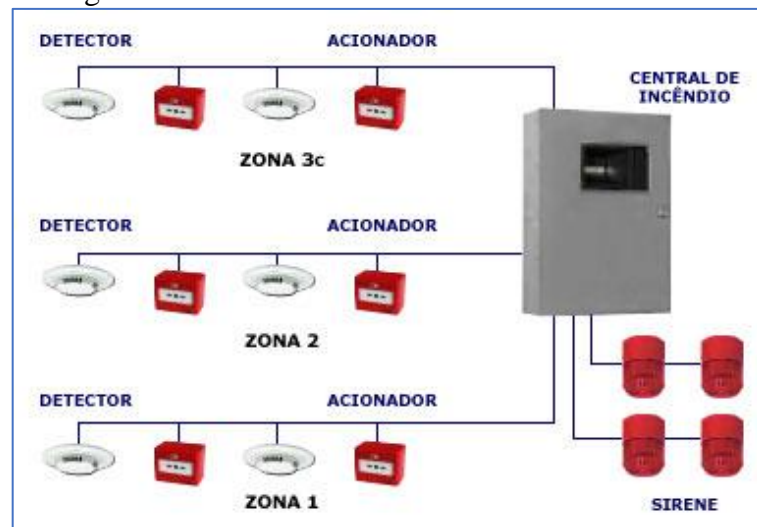 DETECTOR
ACIONADOR
CENTRAL DE
INCÊNDIO
ZONA 3c
DETECTOR
ACIONADOR
ZONA 2
DETECTOR
ACIONADOR
ZONA 1
SIRENE